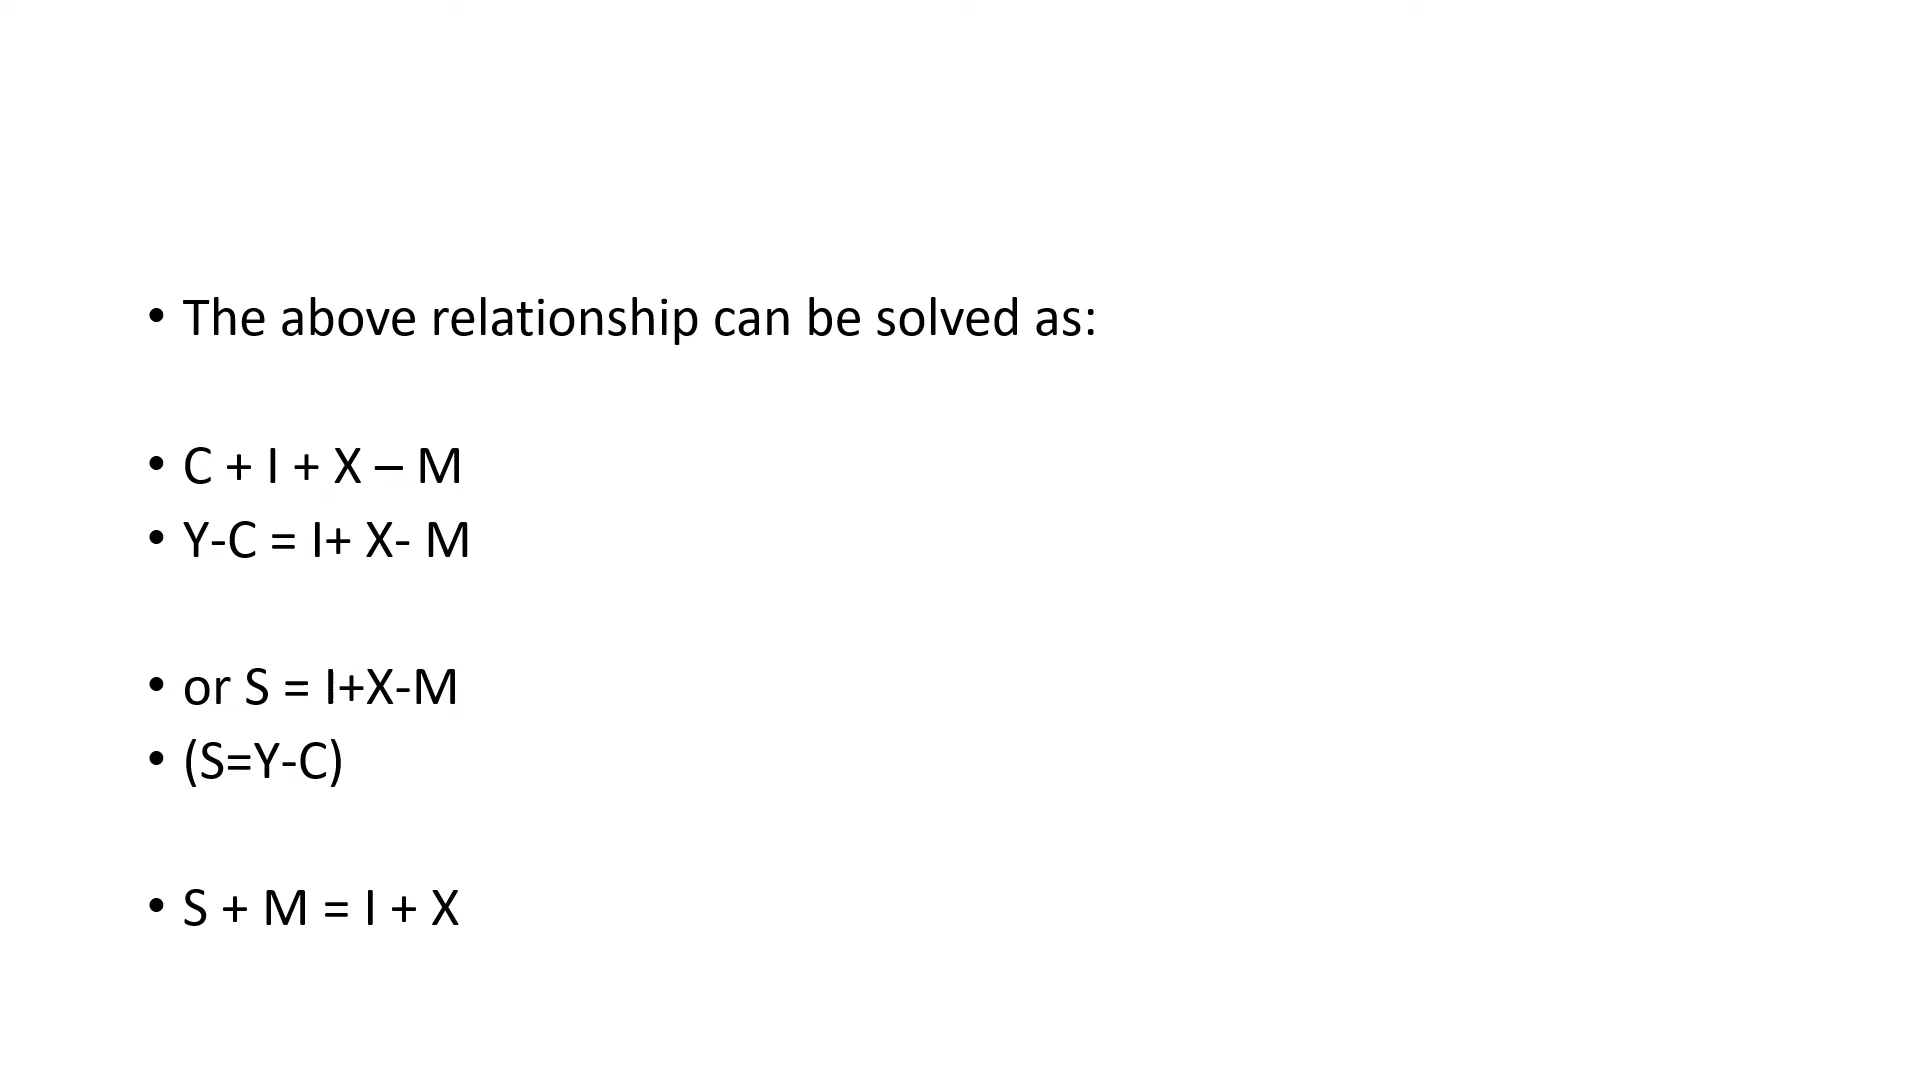 • The above relationship can be solved as:
• C + I + X – M
• Y-C = I+ X- M
• or S = I+X-M
• (S=Y-C)
• S + M = I + X